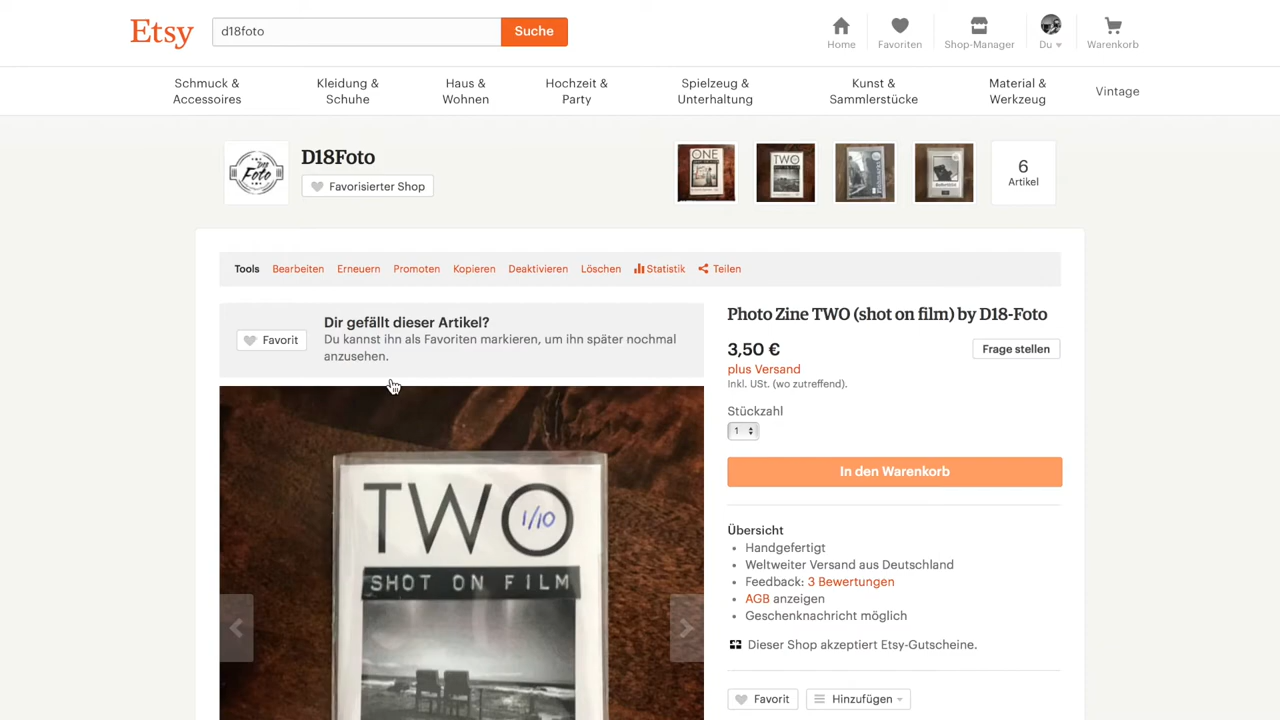 Etsy
d18foto
Suche
Home
Favoriten
Shop-Manager
Du
Warenkorb
Schmuck &
Accessoires
Kleidung &
Schuhe
Haus &
Wohnen
Hochzeit &
Party
Spielzeug &
Unterhaltung
Kunst &
Sammlerstücke
Material &
Werkzeug
Vintage
Foto
D18Foto
Favorisierter Shop
ONE
TWO
6
Artikel
Tools
Bearbeiten
Erneuern
Promoten
Kopieren
Deaktivieren
Löschen
Statistik
Teilen
Favorit
Dir gefällt dieser Artikel?
Du kannst ihn als Favoriten markieren, um ihn später nochmal
anzusehen.
TWO
1/10
SHOT ON FILM
Photo Zine TWO (shot on film) by D18-Foto
3,50 €
Frage stellen
plus Versand
Inkl. USt. (wo zutreffend).
Stückzahl
1
In den Warenkorb
Übersicht
Handgefertigt
Weltweiter Versand aus Deutschland
Feedback: 3 Bewertungen
AGB anzeigen
Geschenknachricht möglich
Dieser Shop akzeptiert Etsy-Gutscheine.
Favorit
Hinzufügen